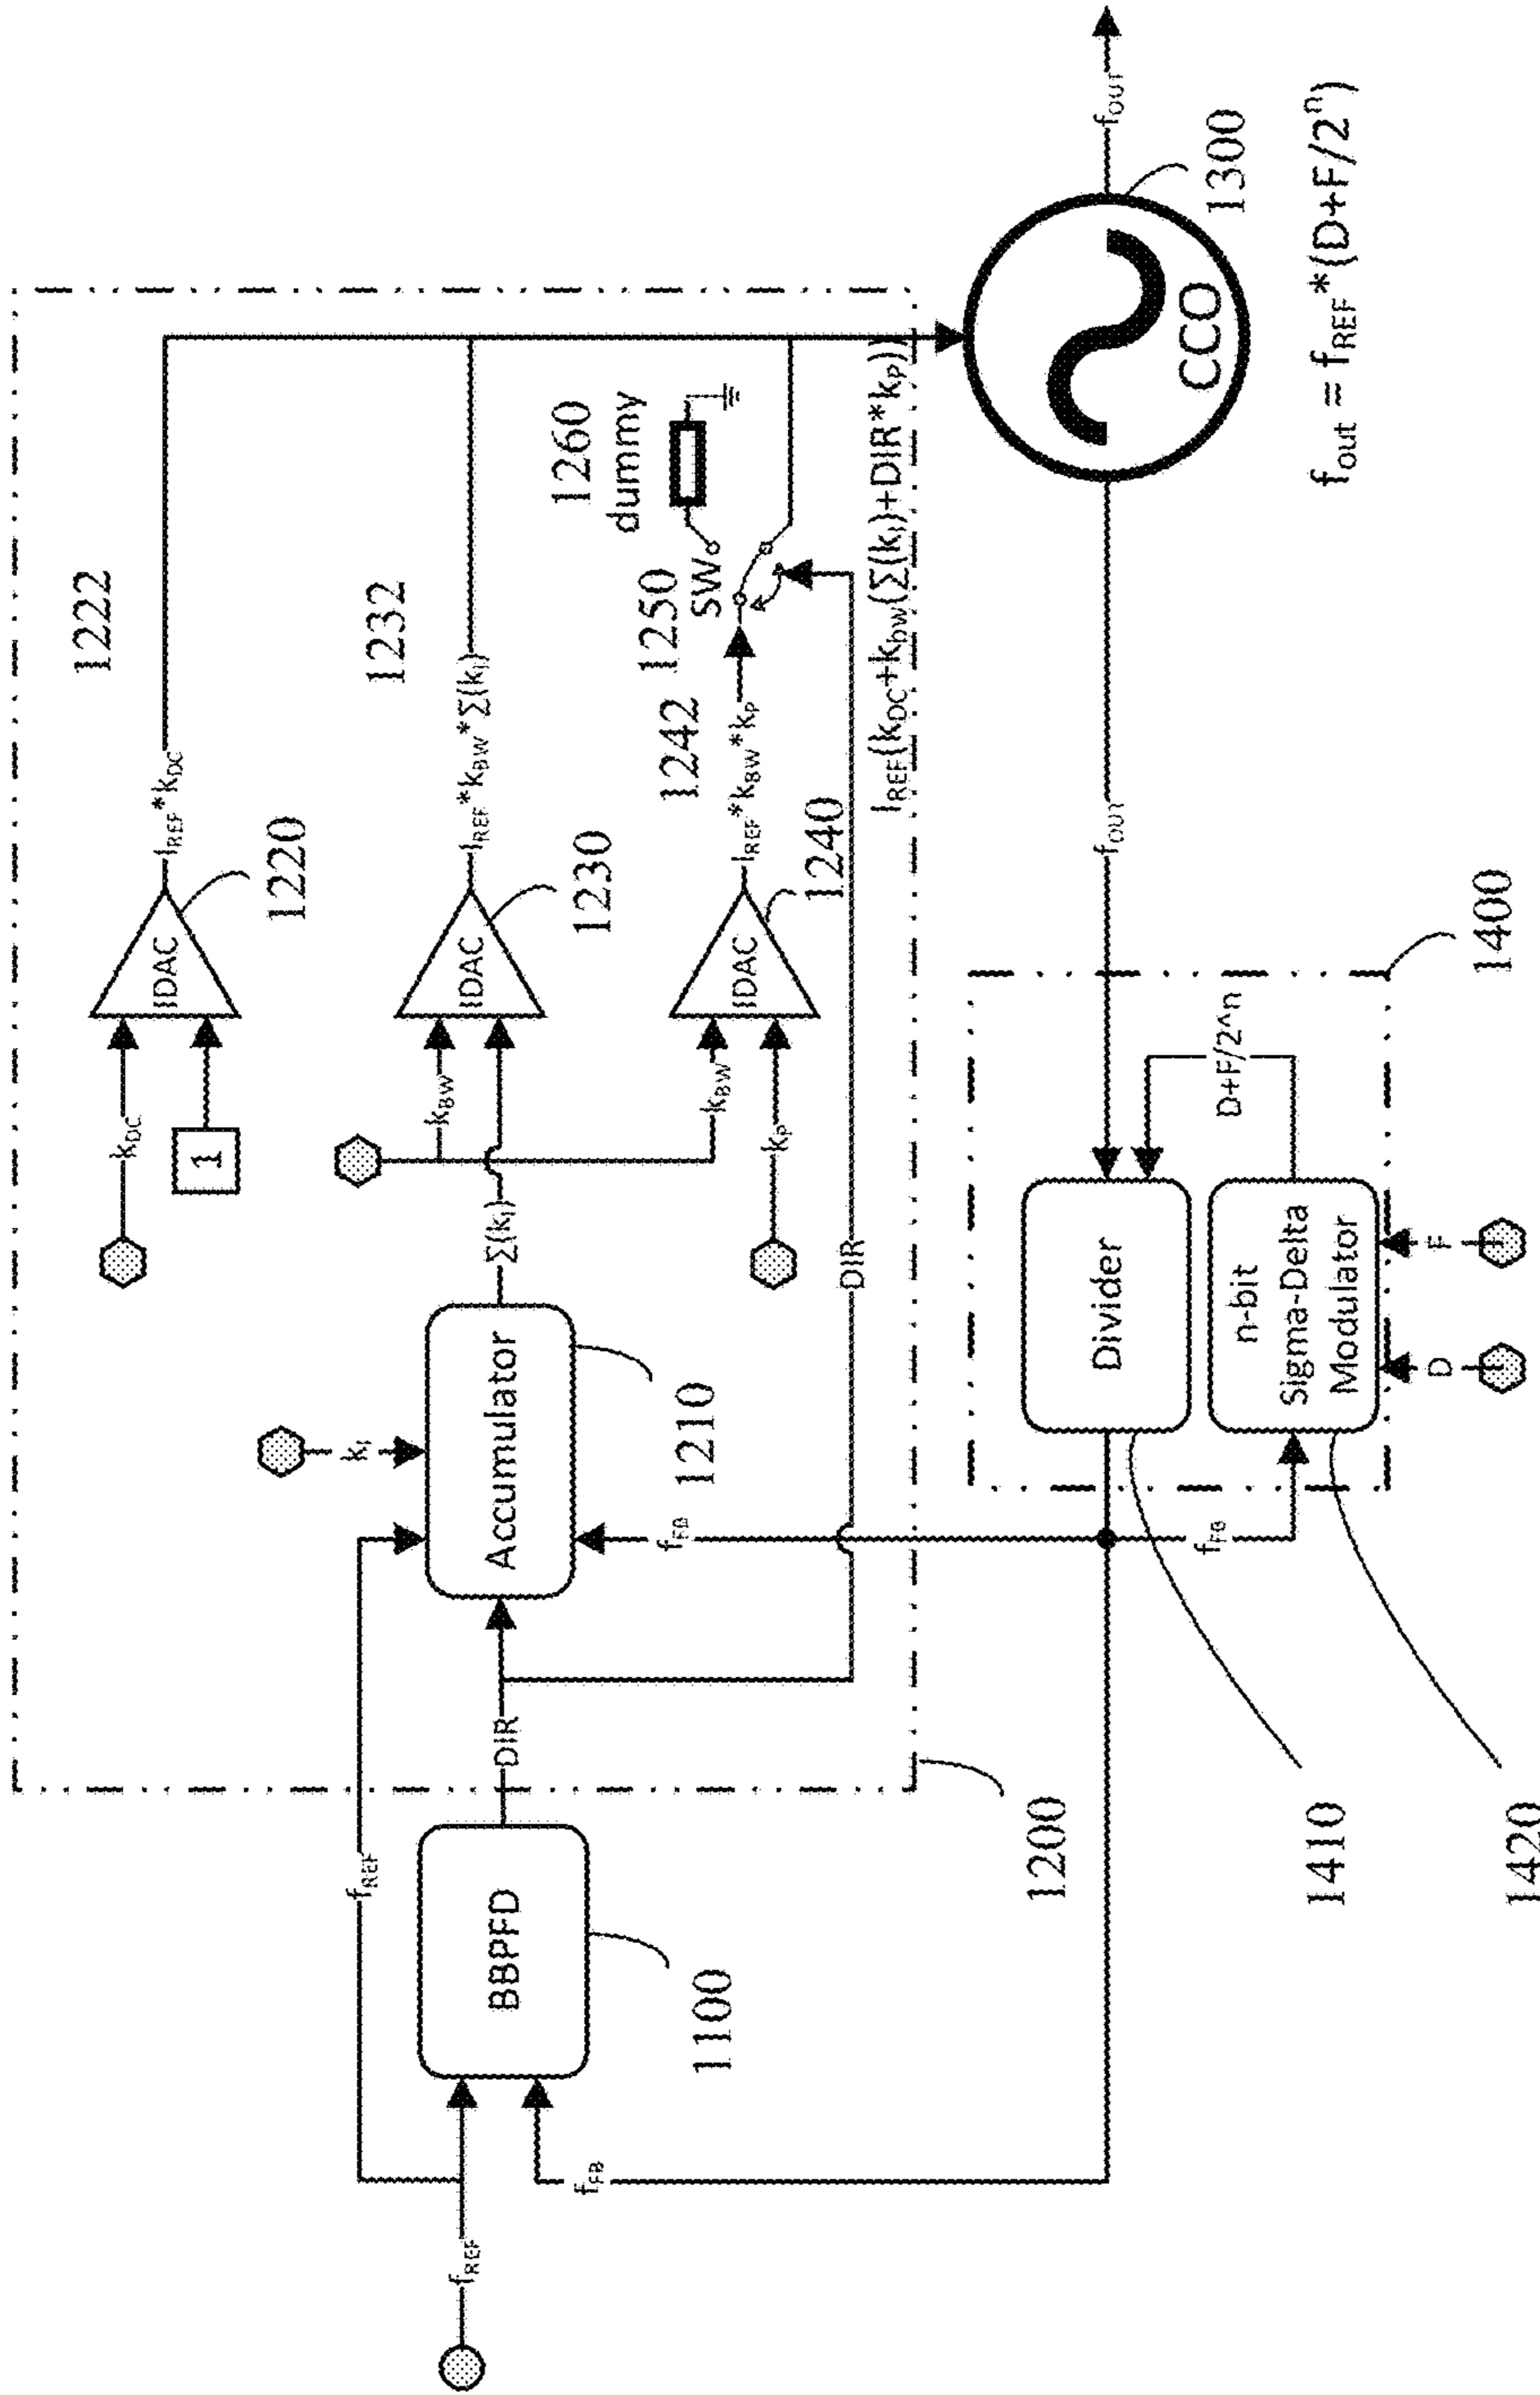 f_REF
f_REF
f_FB
BBPFD
1100
DIR
1200
k_I
Accumulator
1210
f_FB
DIR
Σ(k_I)
k_DC
1
IDAC
1220
I_REF*k_DC
1222
k_BW
IDAC
1230
I_REF*k_BW*Σ(k_I)
1232
k_BW
k_P
IDAC
1240
I_REF*k_BW*k_P
1242
1250
SW
1260
dummy
I_REF(k_DC+k_bw(Σ(k_I)+DIR*k_P))
CCO
1300
f_OUT
f_out = f_REF*(D+F/2^n)
f_OUT
1400
Divider
D+F/2^n
n-bit
Sigma-Delta
Modulator
f_FB
D
F
1410
1420